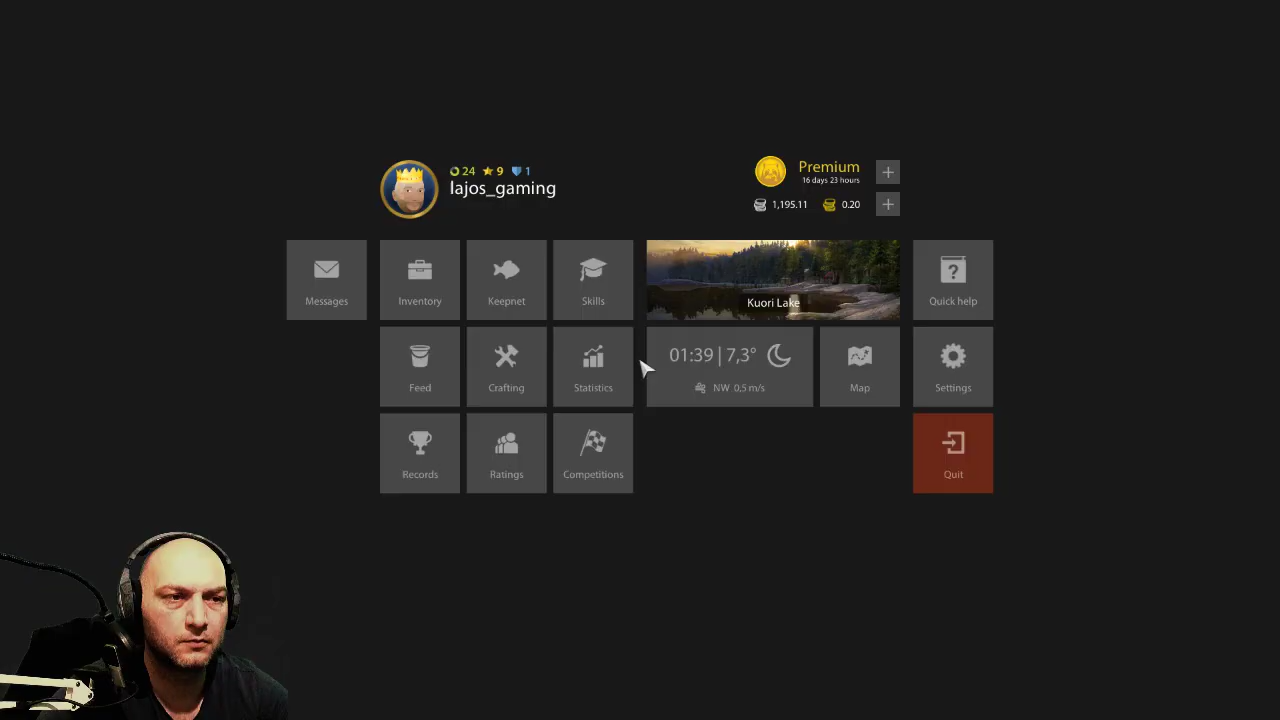 24 9 1
lajos_gaming
Premium
16 days 23 hours
1,195.11 0.20
Messages
Inventory
Keepnet
Skills
Kuori Lake
Quick help
Feed
Crafting
Statistics
01:39 | 7,3°
NW 0,5 m/s
Map
Settings
Records
Ratings
Competitions
Quit